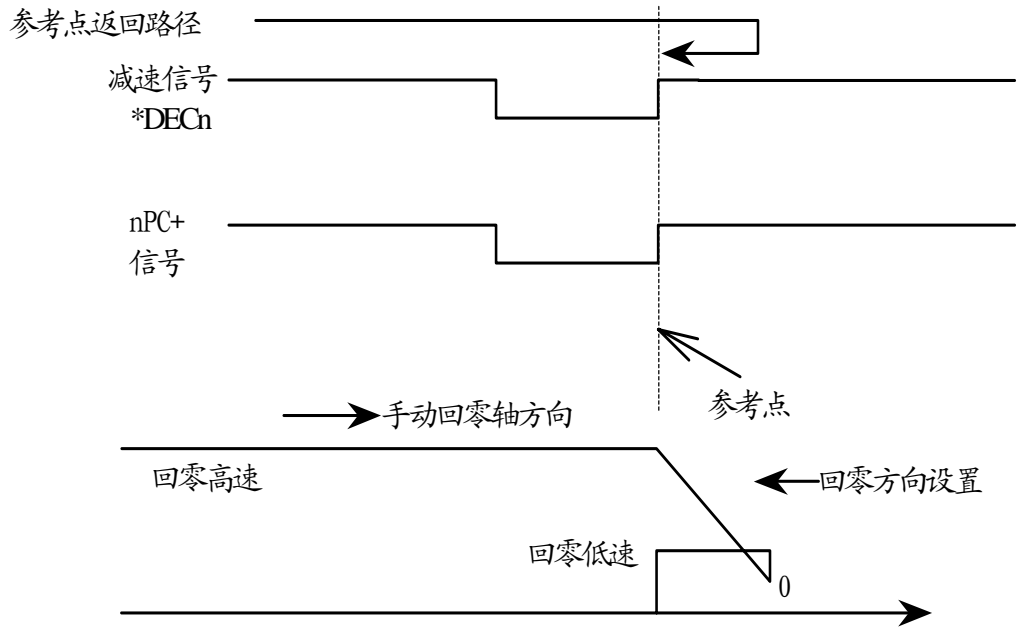 参考点返回路径
减速信号
*DECn
nPC+
信号
参考点
手动回零轴方向
回零高速
回零方向设置
回零低速
0